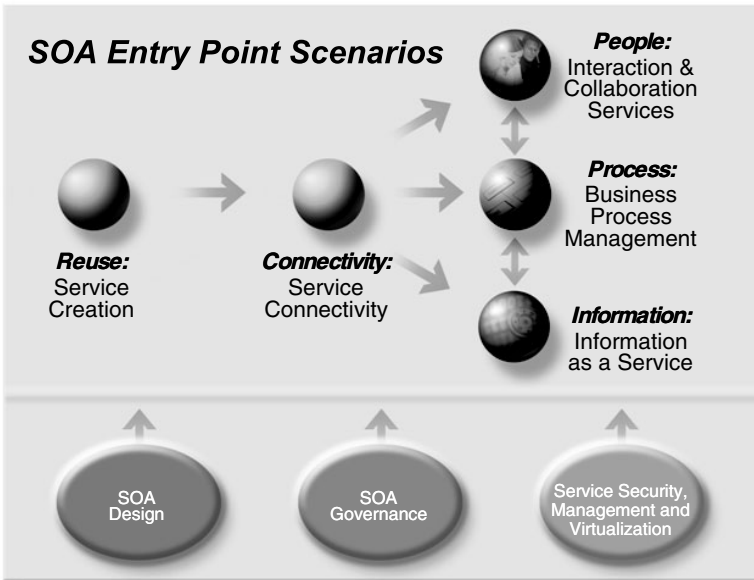 SOA Entry Point Scenarios
People:
Interaction &
Collaboration
Services
Process:
Business
Process
Management
Reuse:
Service
Creation
Connectivity:
Service
Connectivity
Information:
Information
as a Service
SOA
Design
SOA
Governance
Service Security,
Management and
Virtualization